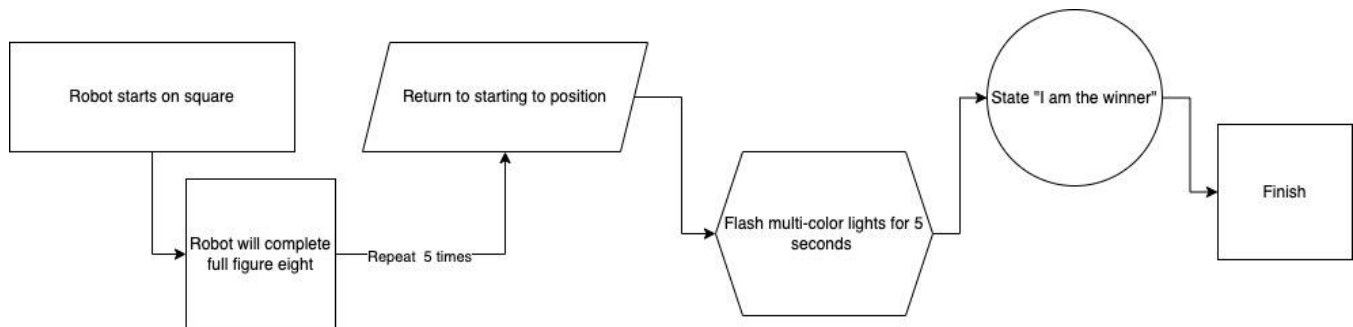 Robot starts on square
Robot will complete
full figure eight
Repeat 5 times
Return to starting to position
Flash multi-color lights for 5
seconds
State "I am the winner"
Finish